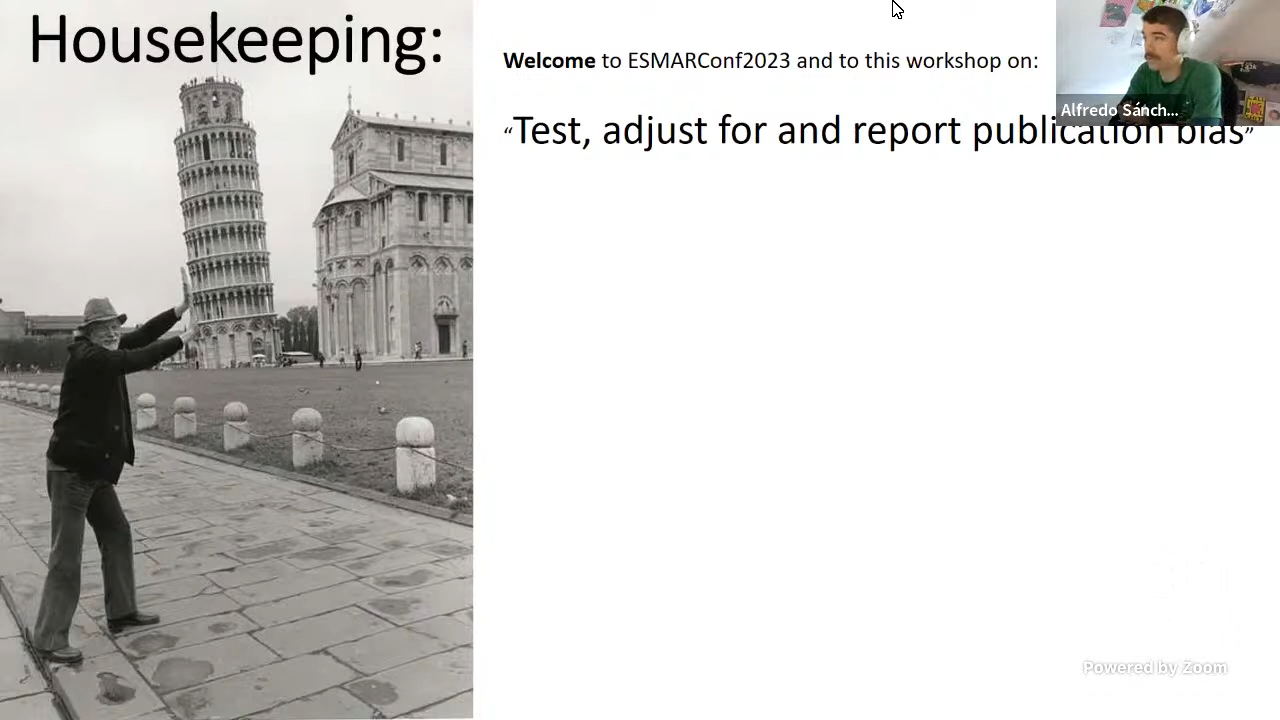 Housekeeping:
Welcome to ESMARConf2023 and to this workshop on:
Alfredo Sánch...
“Test, adjust for and report publication bias”
Powered by Zoom